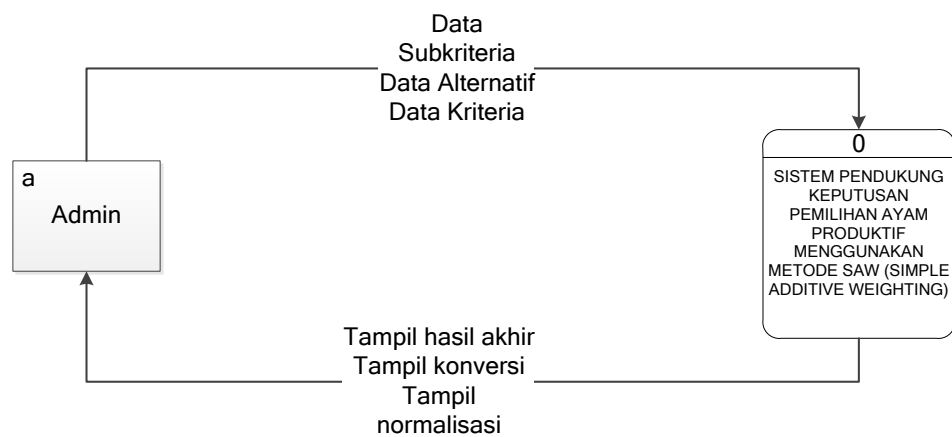 Data
Subkriteria
Data Alternatif
Data Kriteria
a
Admin
0
SISTEM PENDUKUNG
KEPUTUSAN
PEMILIHAN AYAM
PRODUKTIF
MENGGUNAKAN
METODE SAW (SIMPLE
ADDITIVE WEIGHTING)
Tampil hasil akhir
Tampil konversi
Tampil
normalisasi